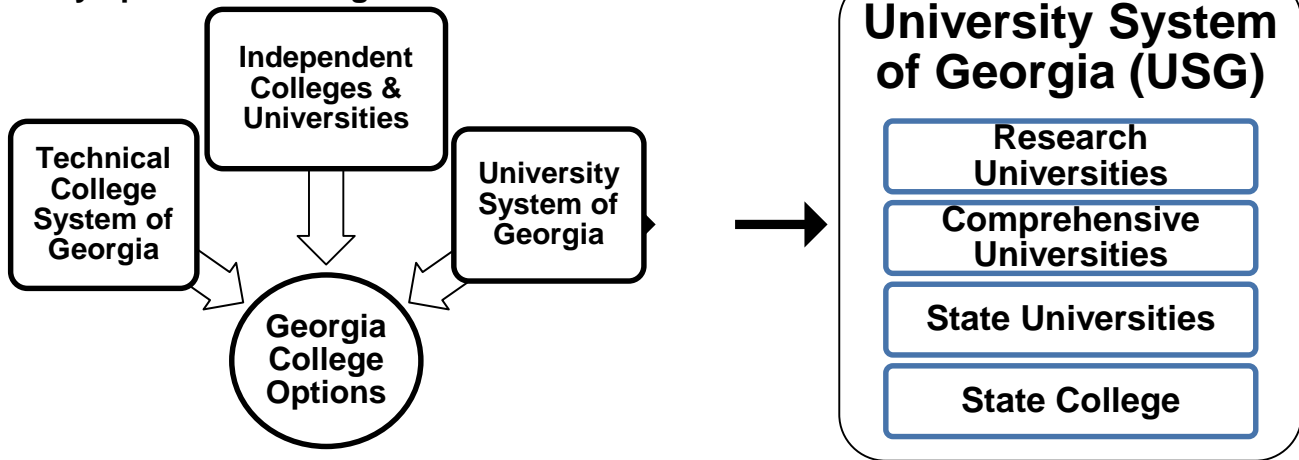 Independent
Colleges &
Universities
Technical
College
System of
Georgia
University
System of
Georgia
Georgia
College
Options
University System
of Georgia (USG)
Research
Universities
Comprehensive
Universities
State Universities
State College